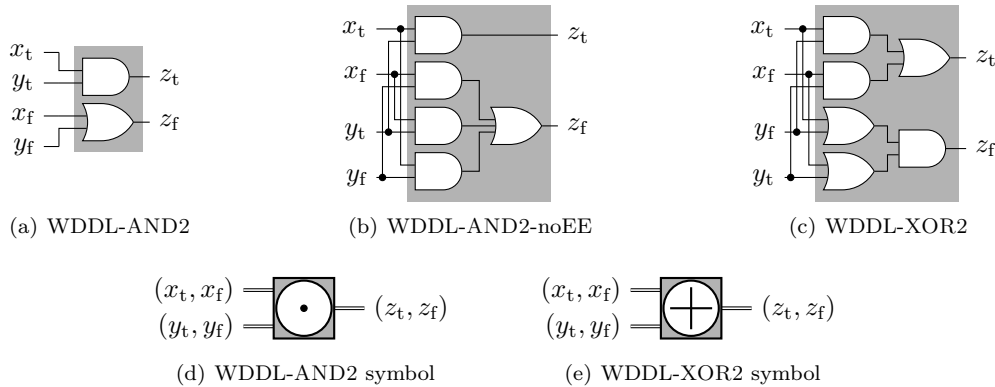 x_t
y_t
z_t
x_f
y_f
z_f
(a) WDDL-AND2
x_t
z_t
x_f
y_t
z_f
y_f
(b) WDDL-AND2-noEE
x_t
z_t
x_f
y_f
z_f
y_t
(c) WDDL-XOR2
(x_t, x_f)
(z_t, z_f)
(y_t, y_f)
(d) WDDL-AND2 symbol
(x_t, x_f)
(z_t, z_f)
(y_t, y_f)
(e) WDDL-XOR2 symbol